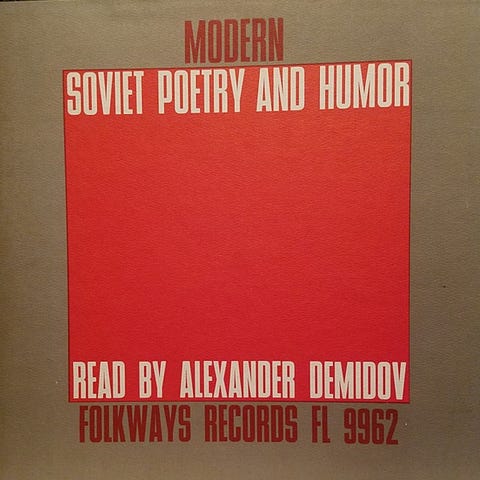 MODERN
SOVIET POETRY AND HUMOR
READ BY ALEXANDER DEMIDOV
FOLKWAYS RECORDS FL 9962